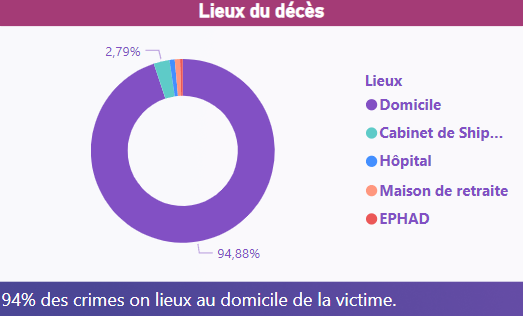 Lieux du décès
2,79%
94,88%
Lieux
Domicile
Cabinet de Ship...
Hôpital
Maison de retraite
EPHAD
94% des crimes on lieux au domicile de la victime.